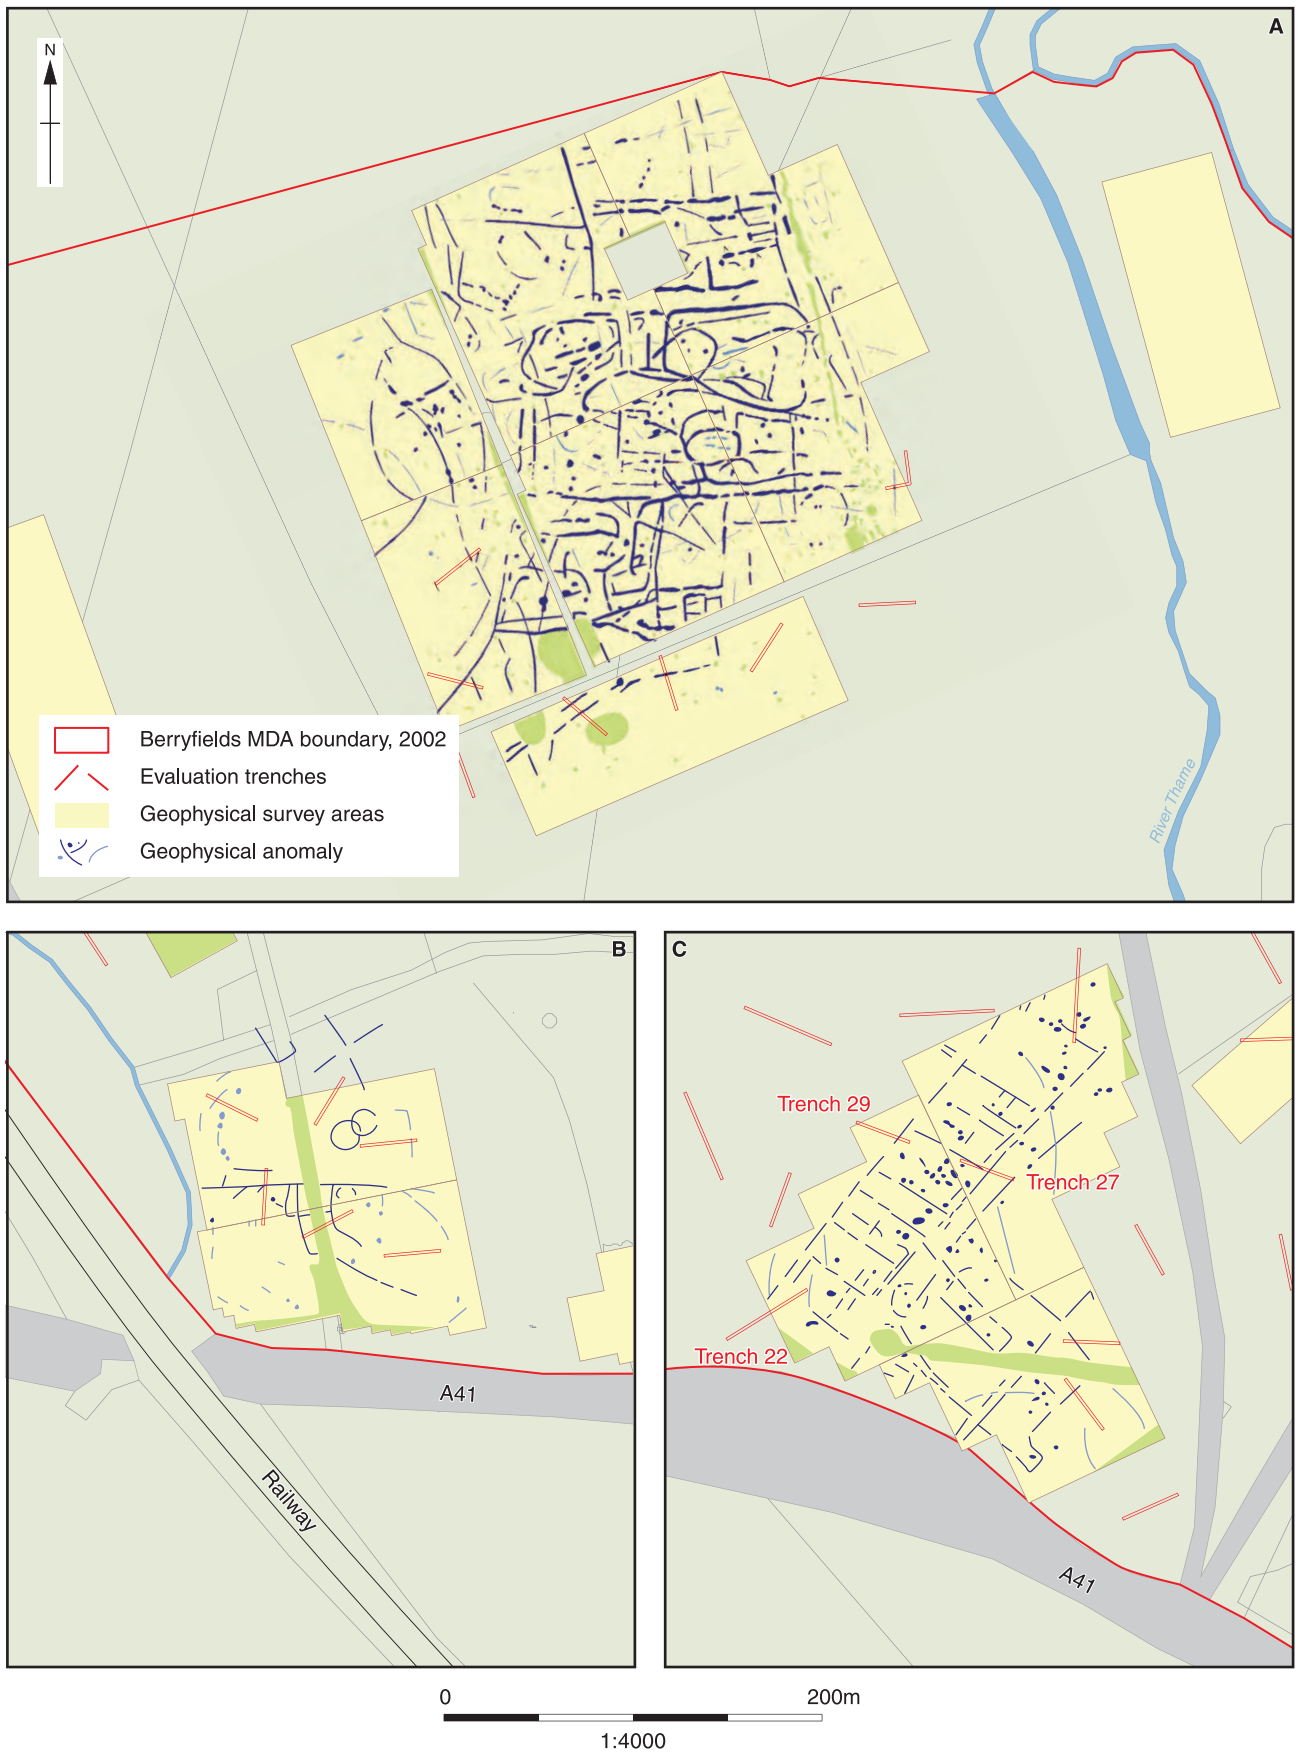 A
N
River Thame
Berryfields MDA boundary, 2002
Evaluation trenches
Geophysical survey areas
Geophysical anomaly
B
A41
Railway
C
Trench 29
Trench 27
Trench 22
A41
0 200m
1:4000